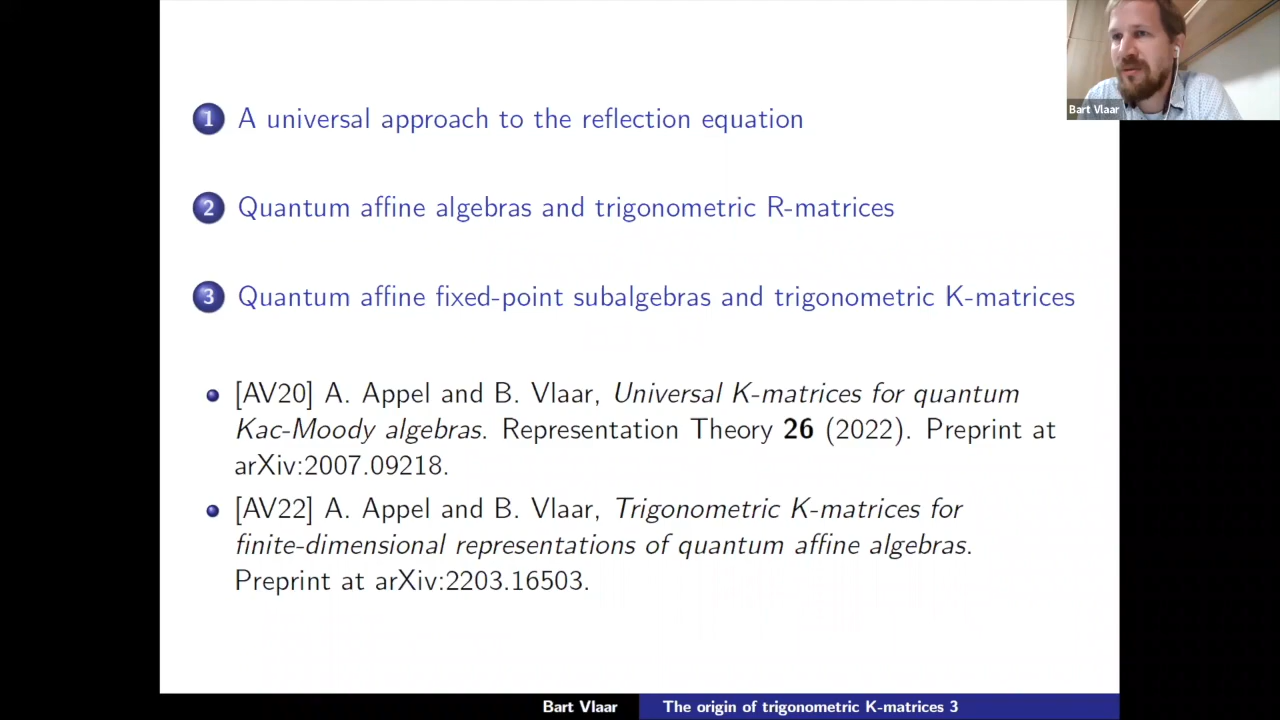 Bart Vlaar
1 A universal approach to the reflection equation
2 Quantum affine algebras and trigonometric R-matrices
3 Quantum affine fixed-point subalgebras and trigonometric K-matrices
[AV20] A. Appel and B. Vlaar, Universal K-matrices for quantum
Kac-Moody algebras. Representation Theory 26 (2022). Preprint at
arXiv:2007.09218.
[AV22] A. Appel and B. Vlaar, Trigonometric K-matrices for
finite-dimensional representations of quantum affine algebras.
Preprint at arXiv:2203.16503.
Bart Vlaar The origin of trigonometric K-matrices 3